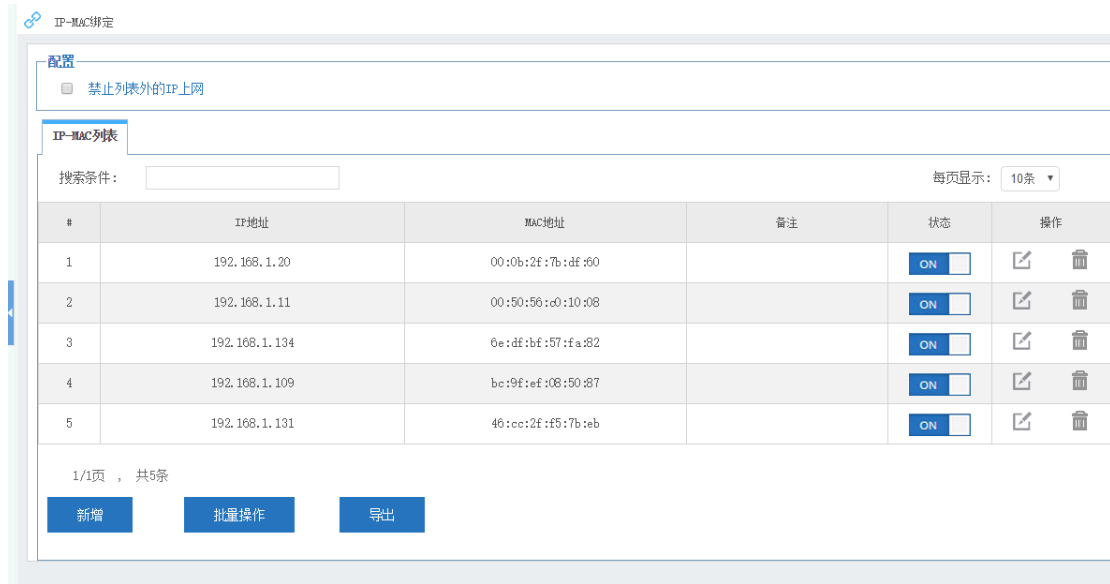 IP-MAC绑定
配置
禁止列表外的IP上网
IP-MAC列表
搜索条件: 每页显示: 10条
# IP地址 MAC地址 备注 状态 操作
1 192.168.1.20 00:0b:2f:7b:df:60 ON
2 192.168.1.11 00:50:56:c0:10:08 ON
3 192.168.1.134 6e:df:bf:57:fa:82 ON
4 192.168.1.109 bc:9f:ef:08:50:87 ON
5 192.168.1.131 46:cc:2f:f5:7b:eb ON
1/1页 , 共5条
新增 批量操作 导出